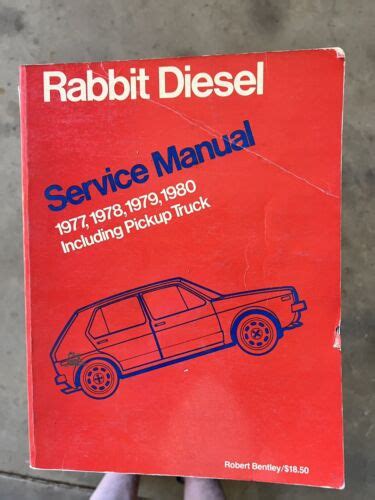 Rabbit Diesel
Service Manual
1977, 1978, 1979, 1980
Including Pickup Truck
Robert Bentley/$18.50